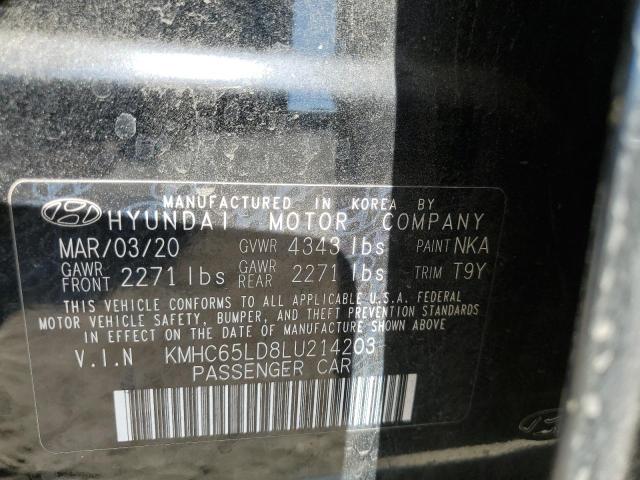 MANUFACTURED IN KOREA BY
HYUNDAI MOTOR COMPANY
MAR/03/20 GVWR 4343 lbs PAINT NKA
GAWR FRONT 2271 lbs GAWR REAR 2271 lbs TRIM T9Y
THIS VEHICLE CONFORMS TO ALL APPLICABLE U.S.A. FEDERAL
MOTOR VEHICLE SAFETY, BUMPER, AND THEFT PREVENTION STANDARDS
IN EFFECT ON THE DATE OF MANUFACTURE SHOWN ABOVE.
V.I.N KMHC65LD8LU214203
PASSENGER CAR